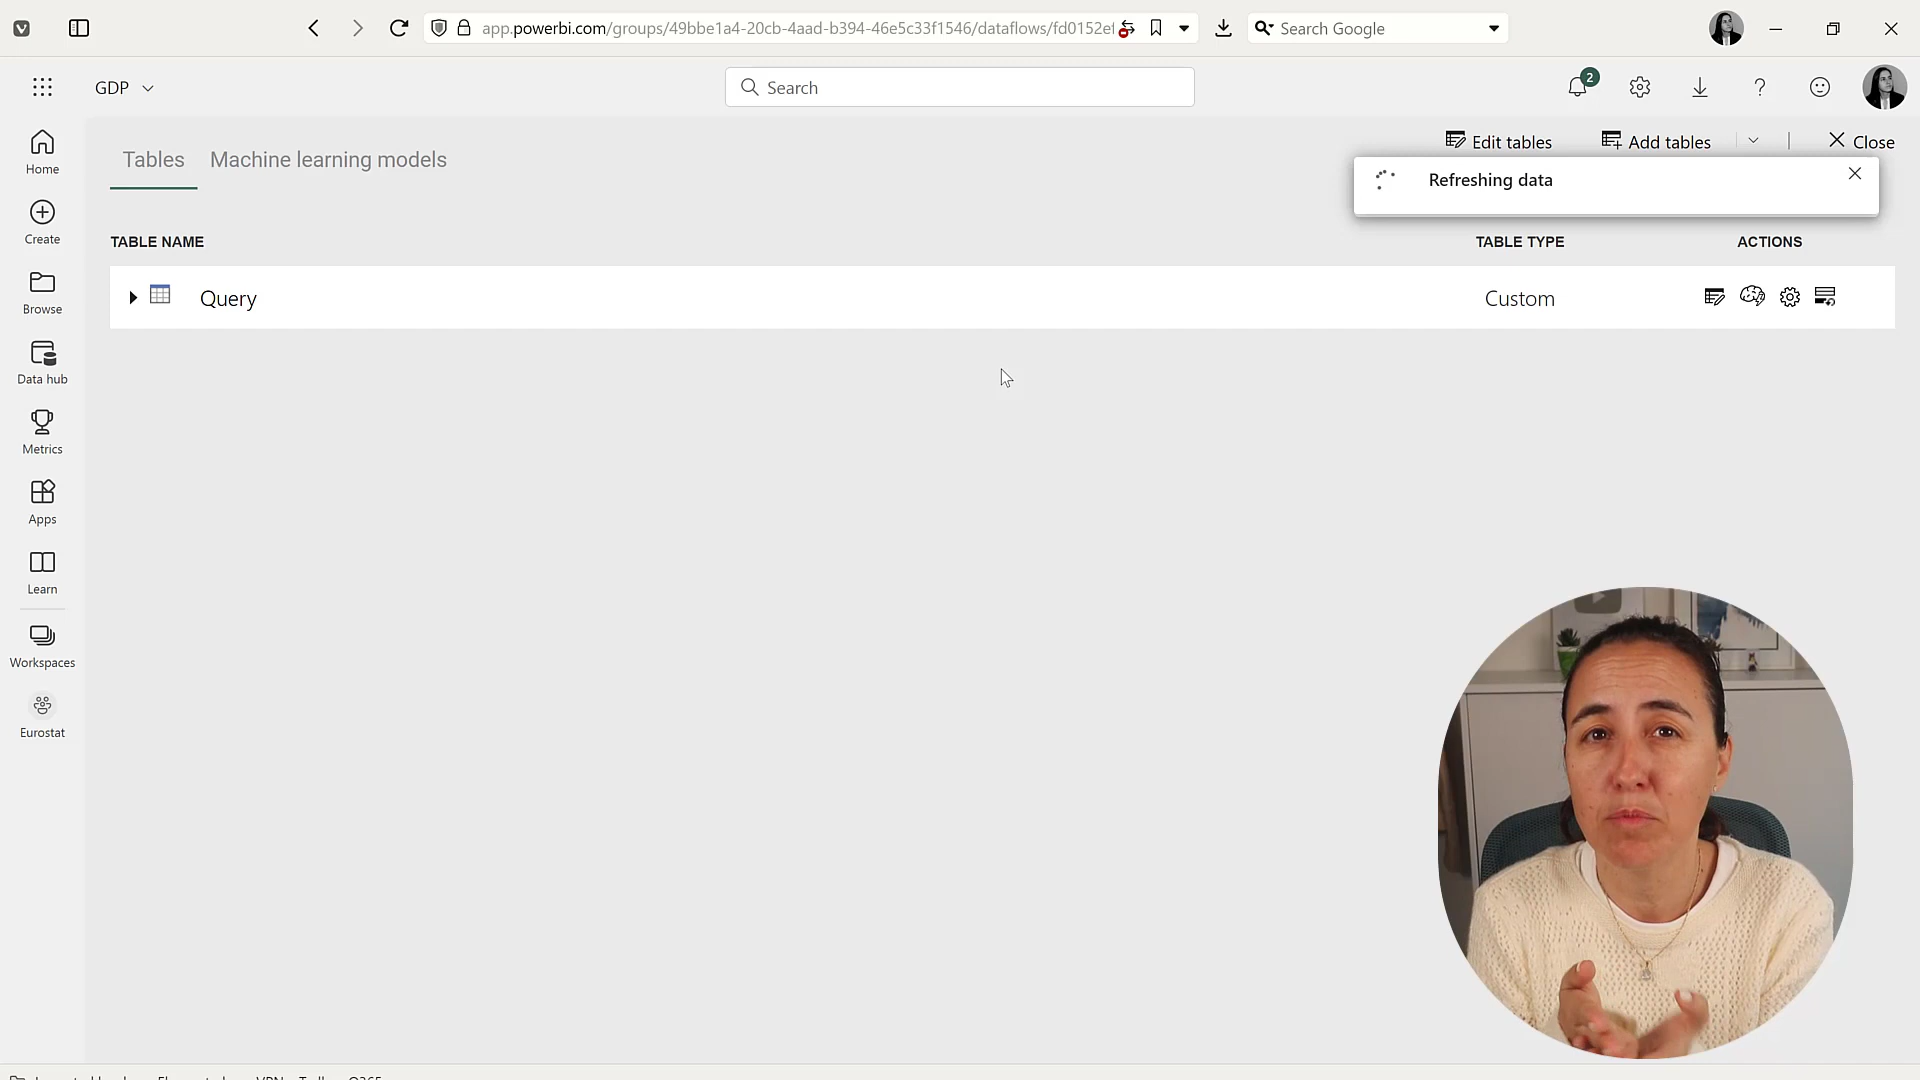 app.powerbi.com/groups/49bbe1a4-20cb-4aad-b394-46e5c33f1546/dataflows/fd0152e
Search Google
GDP
Search
2
Home
Create
Browse
Data hub
Metrics
Apps
Learn
Workspaces
Eurostat
Tables
Machine learning models
Edit tables
Add tables
Close
Refreshing data
TABLE NAME
TABLE TYPE
ACTIONS
Query
Custom